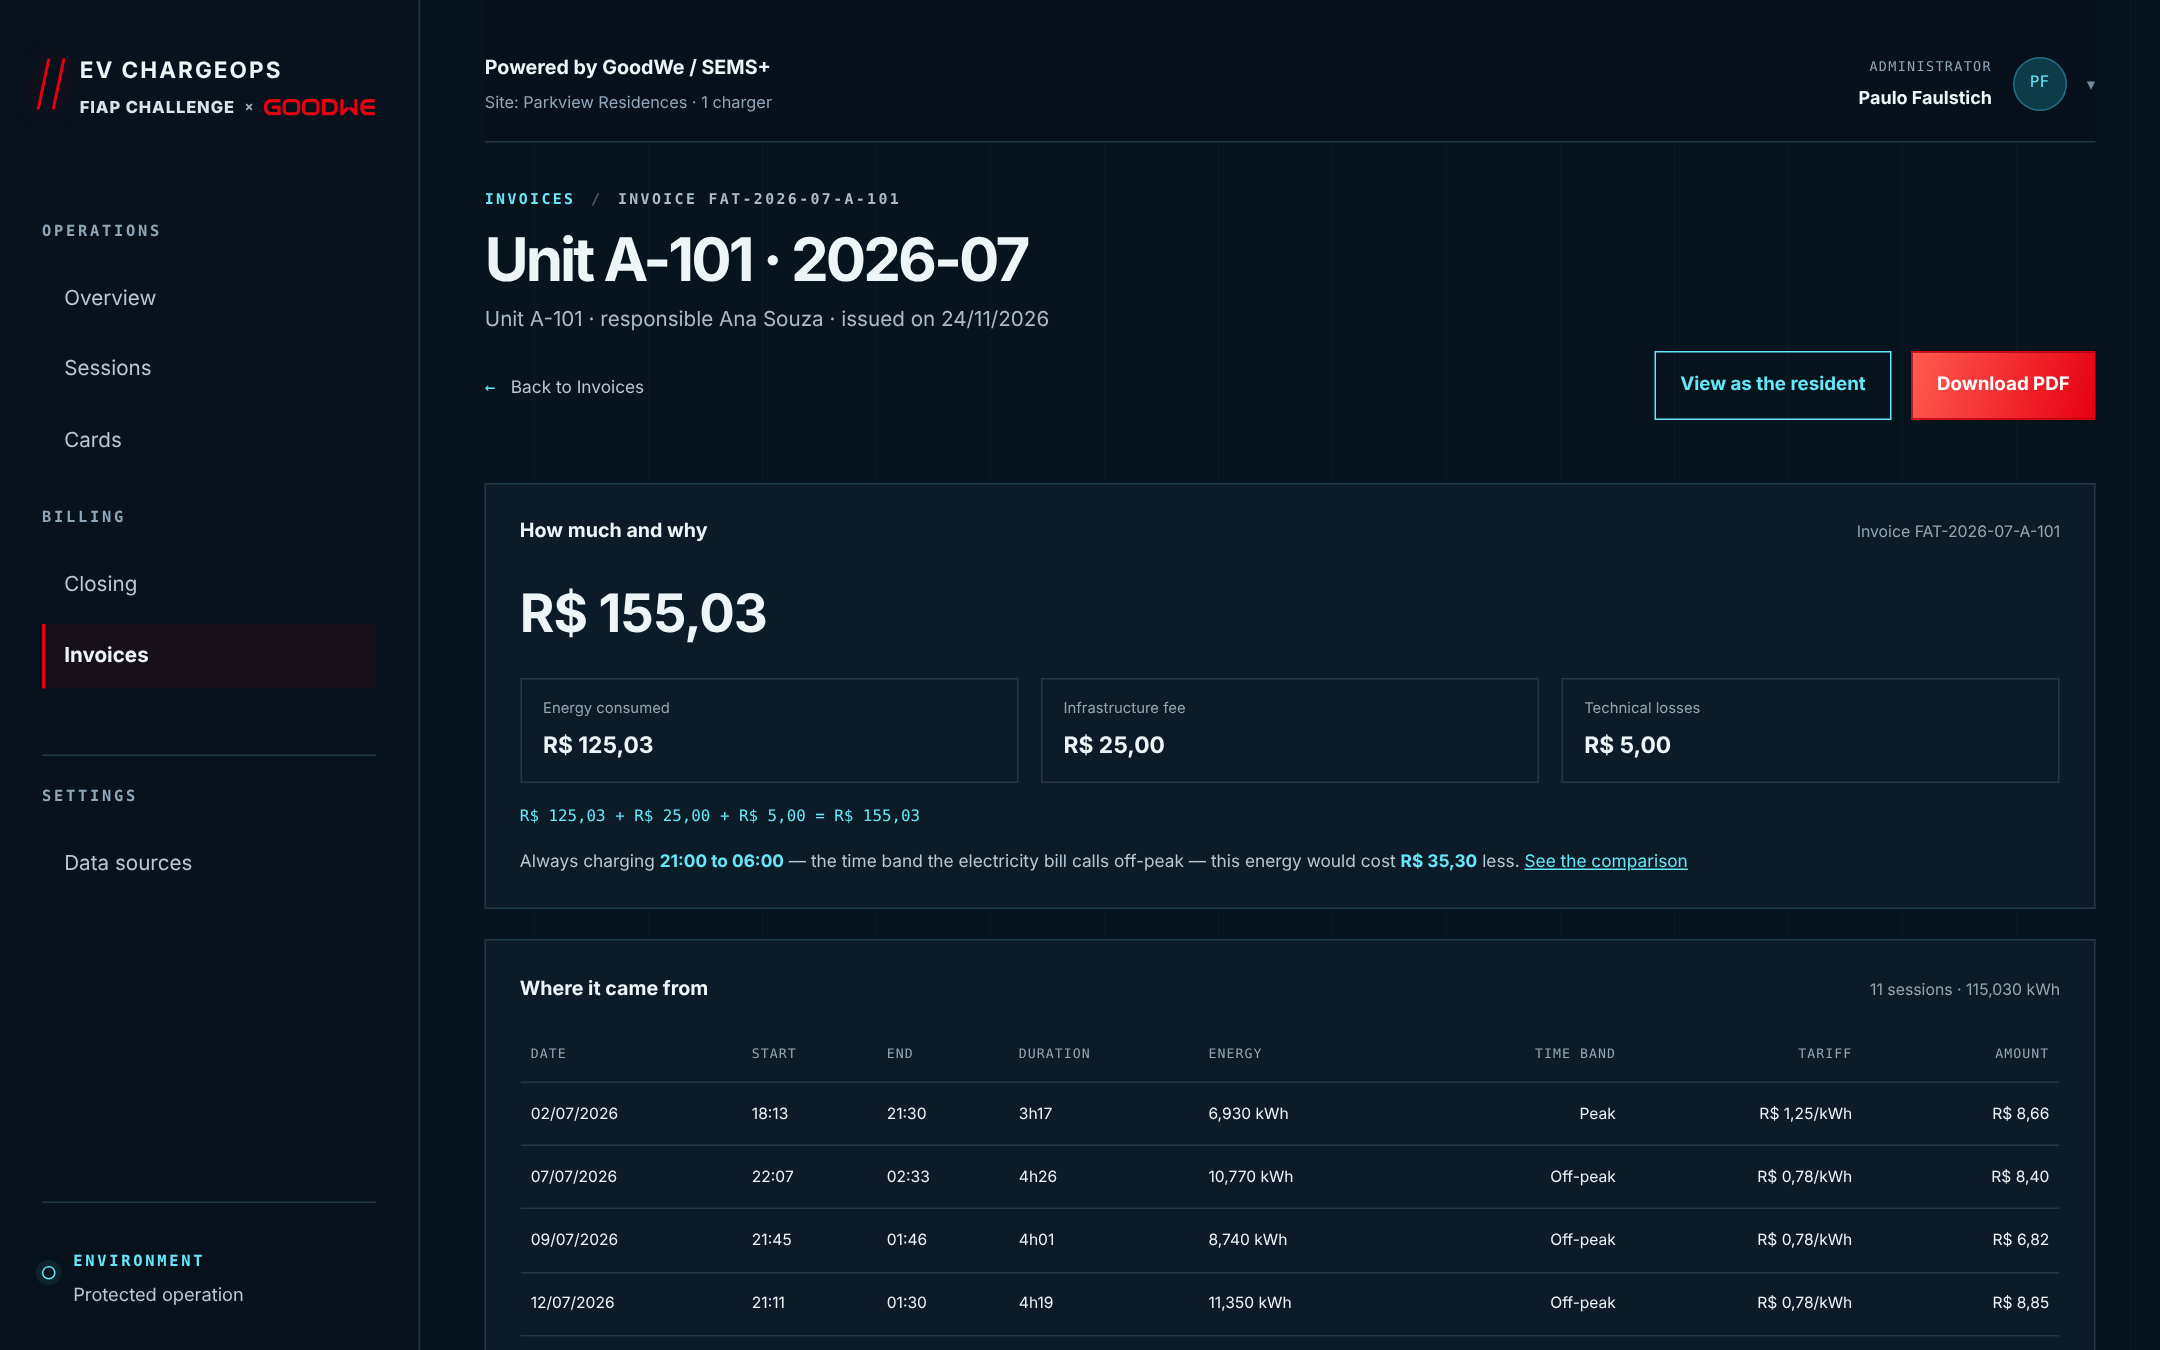 EV CHARGEOPS
FIAP CHALLENGE × GOODWE
OPERATIONS
Overview
Sessions
Cards
BILLING
Closing
Invoices
SETTINGS
Data sources
ENVIRONMENT
Protected operation
Powered by GoodWe / SEMS+
Site: Parkview Residences · 1 charger
ADMINISTRATOR
Paulo Faulstich
PF
▼
INVOICES / INVOICE FAT-2026-07-A-101
Unit A-101 · 2026-07
Unit A-101 · responsible Ana Souza · issued on 24/11/2026
← Back to Invoices
View as the resident
Download PDF
How much and why
Invoice FAT-2026-07-A-101
R$ 155,03
Energy consumed
R$ 125,03
Infrastructure fee
R$ 25,00
Technical losses
R$ 5,00
R$ 125,03 + R$ 25,00 + R$ 5,00 = R$ 155,03
Always charging 21:00 to 06:00 — the time band the electricity bill calls off-peak — this energy would cost R$ 35,30 less. See the comparison
Where it came from
11 sessions · 115,030 kWh
DATE START END DURATION ENERGY TIME BAND TARIFF AMOUNT
02/07/2026 18:13 21:30 3h17 6,930 kWh Peak R$ 1,25/kWh R$ 8,66
07/07/2026 22:07 02:33 4h26 10,770 kWh Off-peak R$ 0,78/kWh R$ 8,40
09/07/2026 21:45 01:46 4h01 8,740 kWh Off-peak R$ 0,78/kWh R$ 6,82
12/07/2026 21:11 01:30 4h19 11,350 kWh Off-peak R$ 0,78/kWh R$ 8,85